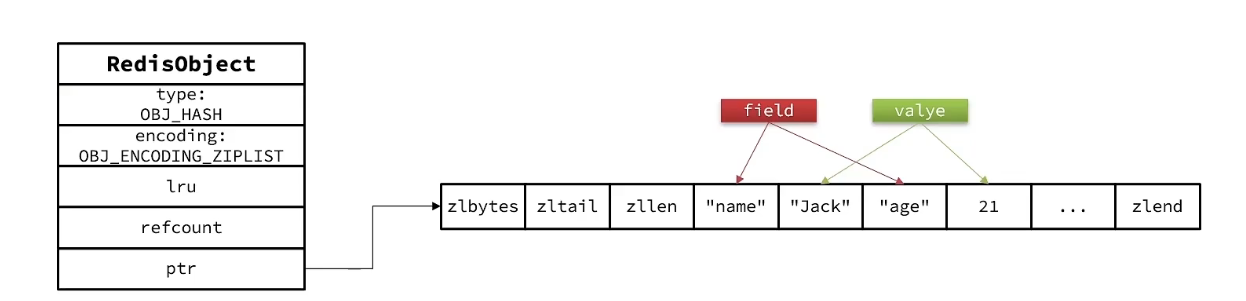 RedisObject
type:
OBJ_HASH
encoding:
OBJ_ENCODING_ZIPLIST
lru
refcount
ptr
field valye
zlbytes zltail zllen "name" "Jack" "age" 21 ... zlend